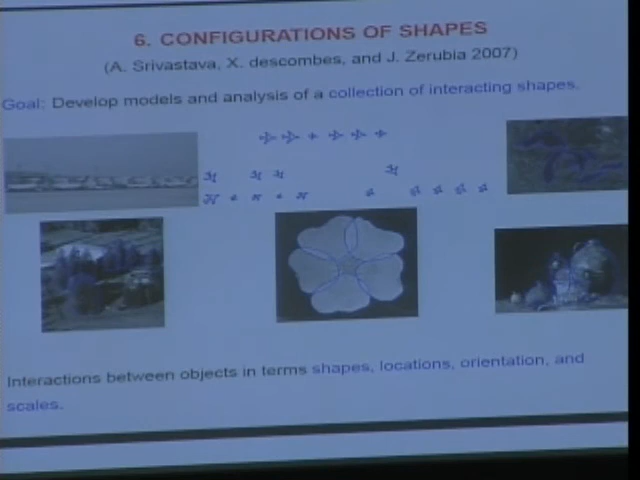 6. CONFIGURATIONS OF SHAPES
(A. Srivastava, X. descombes, and J. Zerubia 2007)
Goal: Develop models and analysis of a collection of interacting shapes.
Interactions between objects in terms shapes, locations, orientation, and
scales.